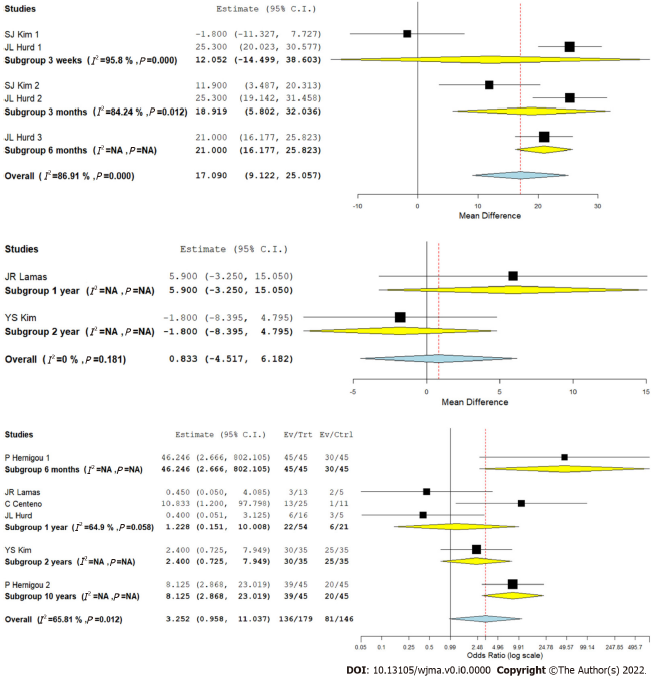 Studies Estimate (95% C.I.)
SJ Kim 1 -1.800 (-11.327, 7.727)
JL Hurd 1 25.300 (20.023, 30.577)
Subgroup 3 weeks (I²=95.8 % , P=0.000) 12.052 (-14.499, 38.603)
SJ Kim 2 11.900 (3.487, 20.313)
JL Hurd 2 25.300 (19.142, 31.458)
Subgroup 3 months (I²=84.24 % , P=0.012) 18.919 (5.802, 32.036)
JL Hurd 3 21.000 (16.177, 25.823)
Subgroup 6 months (I²=NA , P=NA) 21.000 (16.177, 25.823)
Overall (I²=86.91 % , P=0.000) 17.090 (9.122, 25.057)
-10 0 10 20 30
Mean Difference
Studies Estimate (95% C.I.)
JR Lamas 5.900 (-3.250, 15.050)
Subgroup 1 year (I²=NA , P=NA) 5.900 (-3.250, 15.050)
YS Kim -1.800 (-8.395, 4.795)
Subgroup 2 year (I²=NA , P=NA) -1.800 (-8.395, 4.795)
Overall (I²=0 % , P=0.181) 0.833 (-4.517, 6.182)
-5 0 5 10 15
Mean Difference
Studies Estimate (95% C.I.) Ev/Trt Ev/Ctrl
P Hernigou 1 46.246 (2.666, 802.105) 45/45 30/45
Subgroup 6 months (I²=NA , P=NA) 46.246 (2.666, 802.105) 45/45 30/45
JR Lamas 0.450 (0.050, 4.085) 3/13 2/5
C Centeno 10.833 (1.200, 97.798) 13/25 1/11
JL Hurd 0.400 (0.051, 3.125) 6/16 3/5
Subgroup 1 year (I²=64.9 % , P=0.058) 1.228 (0.151, 10.008) 22/54 6/21
YS Kim 2.400 (0.725, 7.949) 30/35 25/35
Subgroup 2 years (I²=NA , P=NA) 2.400 (0.725, 7.949) 30/35 25/35
P Hernigou 2 8.125 (2.868, 23.019) 39/45 20/45
Subgroup 10 years (I²=NA , P=NA) 8.125 (2.868, 23.019) 39/45 20/45
Overall (I²=65.81 % , P=0.012) 3.252 (0.958, 11.037) 136/179 81/146
0.05 0.1 0.25 0.5 0.99 2.48 4.96 9.91 24.78 49.57 99.14 247.85 495.7
Odds Ratio (log scale)
DOI: 10.13105/wjma.v0.i0.0000 Copyright ©The Author(s) 2022.